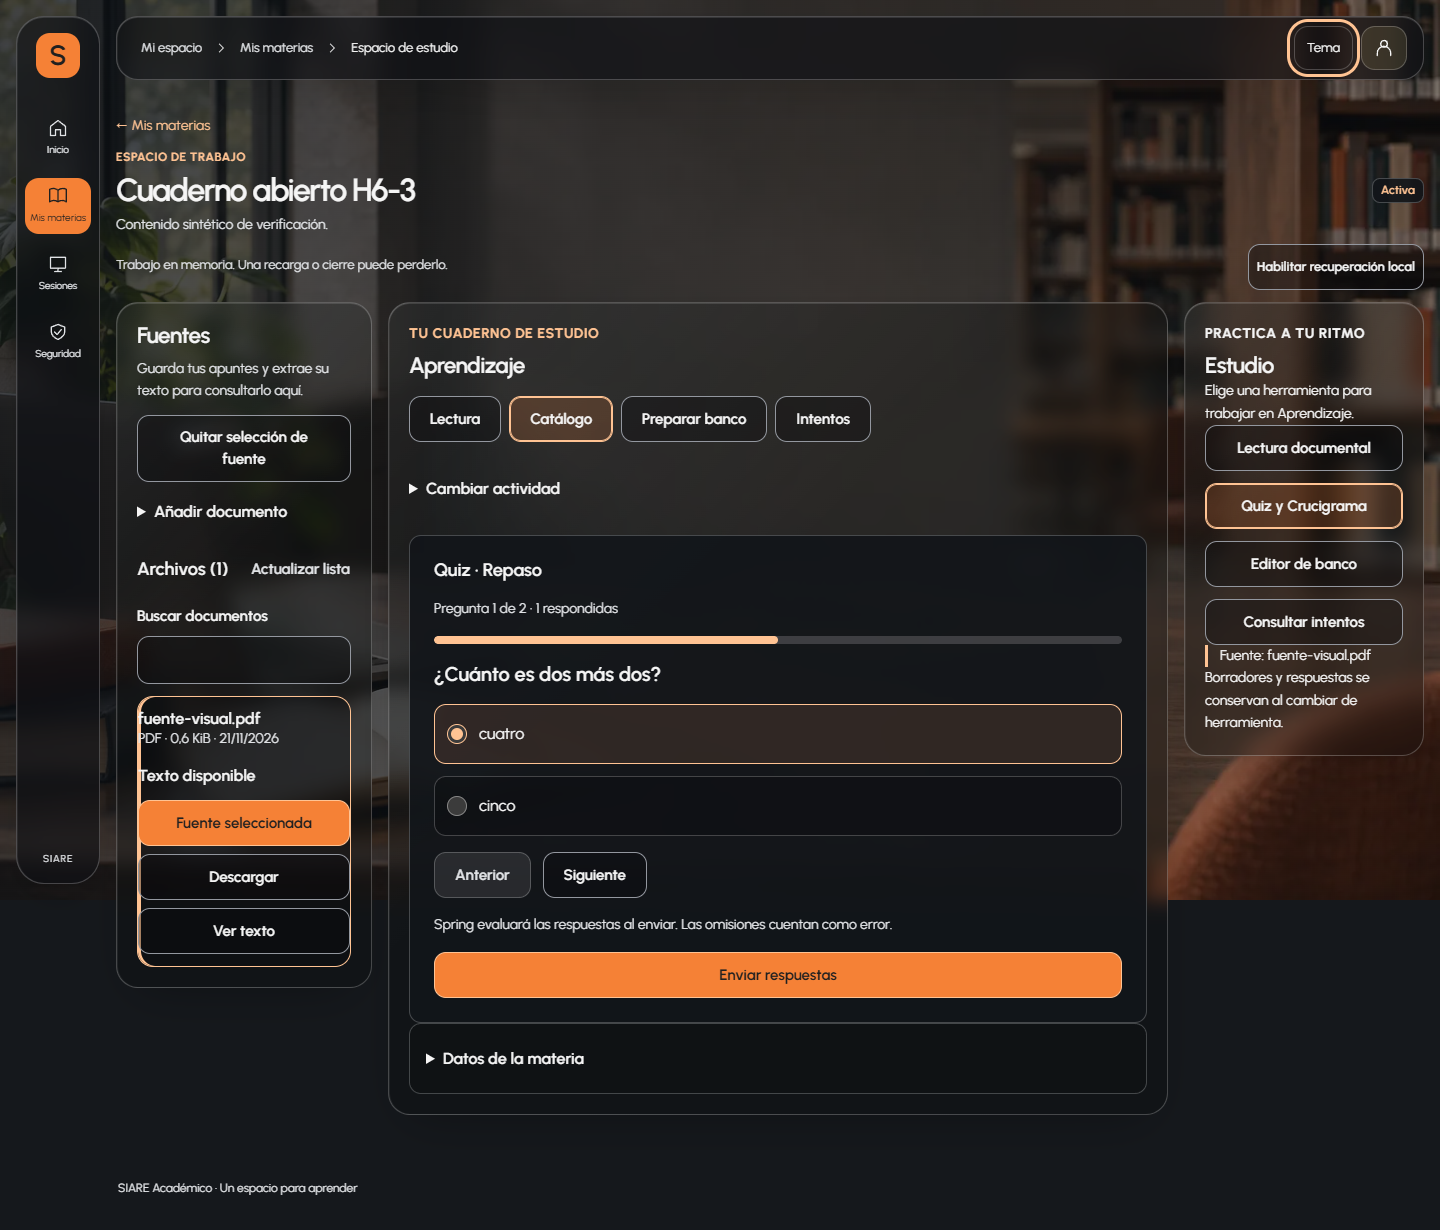 S
Mi espacio > Mis materias > Espacio de estudio
Tema
Inicio
Mis materias
Sesiones
Seguridad
SIARE
← Mis materias
ESPACIO DE TRABAJO
Cuaderno abierto H6-3
Activa
Contenido sintético de verificación.
Trabajo en memoria. Una recarga o cierre puede perderlo.
Habilitar recuperación local
Fuentes
Guarda tus apuntes y extrae su
texto para consultarlo aquí.
Quitar selección de
fuente
Añadir documento
Archivos (1)
Actualizar lista
Buscar documentos
fuente-visual.pdf
PDF · 0,6 KiB · 21/11/2026
Texto disponible
Fuente seleccionada
Descargar
Ver texto
TU CUADERNO DE ESTUDIO
Aprendizaje
Lectura
Catálogo
Preparar banco
Intentos
Cambiar actividad
Quiz · Repaso
Pregunta 1 de 2 · 1 respondidas
¿Cuánto es dos más dos?
cuatro
cinco
Anterior
Siguiente
Spring evaluará las respuestas al enviar. Las omisiones cuentan como error.
Enviar respuestas
Datos de la materia
PRACTICA A TU RITMO
Estudio
Elige una herramienta para
trabajar en Aprendizaje.
Lectura documental
Quiz y Crucigrama
Editor de banco
Consultar intentos
Fuente: fuente-visual.pdf
Borradores y respuestas se
conservan al cambiar de
herramienta.
SIARE Académico · Un espacio para aprender